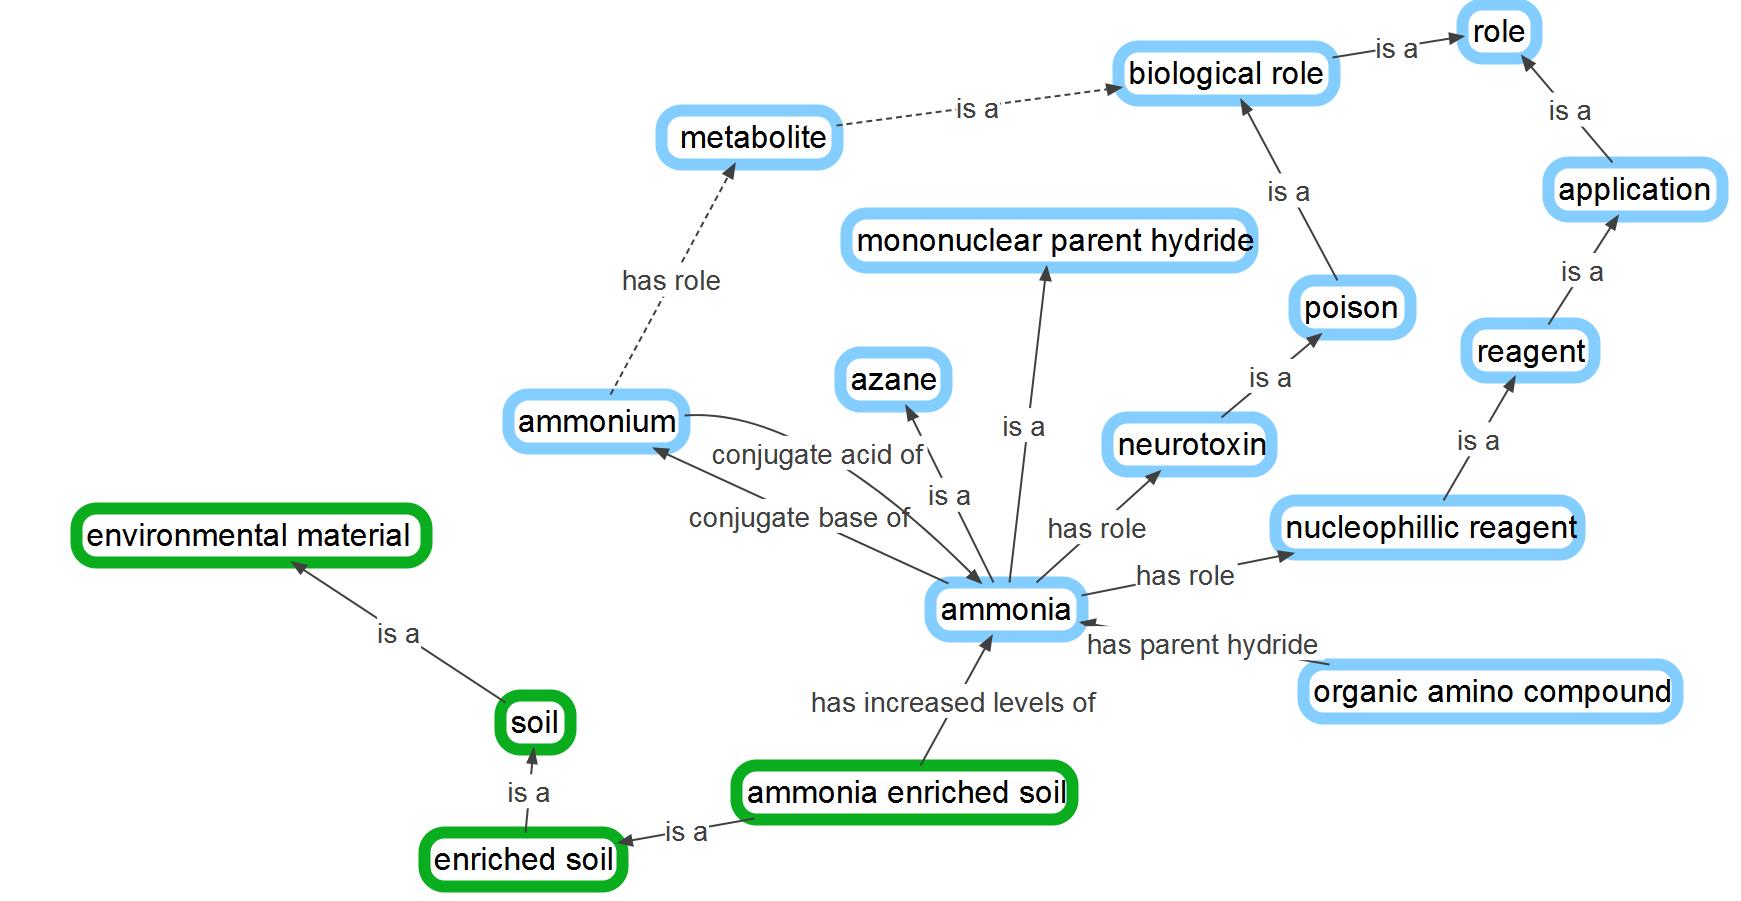 role
is a
biological role
is a
is a
metabolite
application
is a
mononuclear parent hydride
is a
has role
poison
reagent
azane
is a
ammonium
is a
neurotoxin
is a
conjugate acid of
is a
conjugate base of
has role
nucleophillic reagent
environmental material
has role
ammonia
is a
has parent hydride
organic amino compound
has increased levels of
soil
is a
ammonia enriched soil
is a
enriched soil